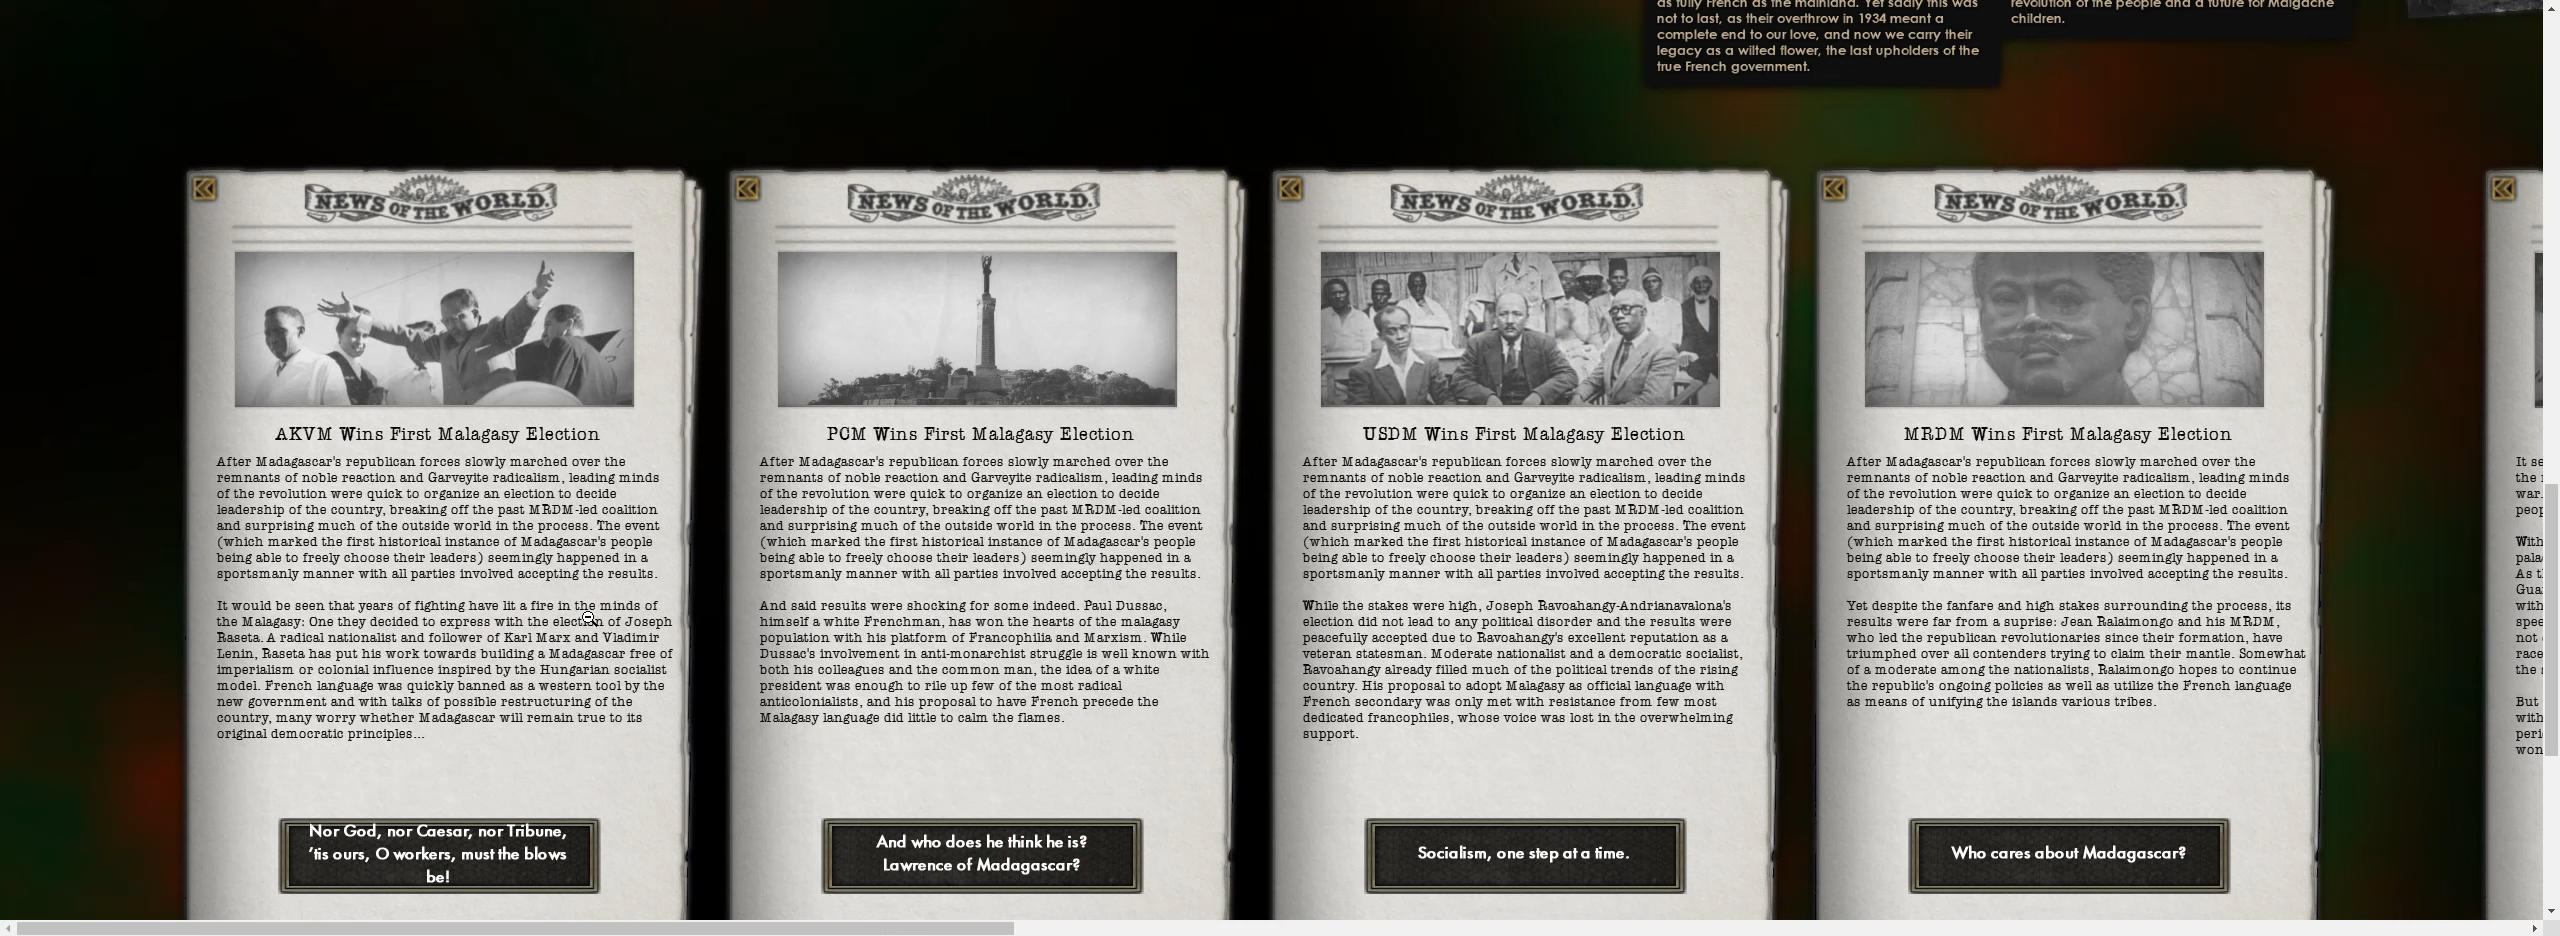 as fully French as the mainland. Yet sadly this was
not to last, as their overthrow in 1934 meant a
complete end to our love, and now we carry their
legacy as a wilted flower, the last upholders of the
true French government.
revolution of the people and a future for Malgache
children.
NEWS OF THE WORLD.
AKVM Wins First Malagasy Election
After Madagascar's republican forces slowly marched over the
remnants of noble reaction and Garveyite radicalism, leading minds
of the revolution were quick to organize an election to decide
leadership of the country, breaking off the past MRDM-led coalition
and surprising much of the outside world in the process. The event
(which marked the first historical instance of Madagascar's people
being able to freely choose their leaders) seemingly happened in a
sportsmanly manner with all parties involved accepting the results.
It would be seen that years of fighting have lit a fire in the minds of
the Malagasy: One they decided to express with the election of Joseph
Raseta. A radical nationalist and follower of Karl Marx and Vladimir
Lenin, Raseta has put his work towards building a Madagascar free of
imperialism or colonial influence inspired by the Hungarian socialist
model. French language was quickly banned as a western tool by the
new government and with talks of possible restructuring of the
country, many worry whether Madagascar will remain true to its
original democratic principles...
Nor God, nor Caesar, nor Tribune,
'tis ours, O workers, must the blows
be!
NEWS OF THE WORLD.
PCM Wins First Malagasy Election
After Madagascar's republican forces slowly marched over the
remnants of noble reaction and Garveyite radicalism, leading minds
of the revolution were quick to organize an election to decide
leadership of the country, breaking off the past MRDM-led coalition
and surprising much of the outside world in the process. The event
(which marked the first historical instance of Madagascar's people
being able to freely choose their leaders) seemingly happened in a
sportsmanly manner with all parties involved accepting the results.
And said results were shocking for some indeed. Paul Dussac,
himself a white Frenchman, has won the hearts of the malagasy
population with his platform of Francophilia and Marxism. While
Dussac's involvement in anti-monarchist struggle is well known with
both his colleagues and the common man, the idea of a white
president was enough to rile up few of the most radical
anticolonialists, and his proposal to have French precede the
Malagasy language did little to calm the flames.
And who does he think he is?
Lawrence of Madagascar?
NEWS OF THE WORLD.
USDM Wins First Malagasy Election
After Madagascar's republican forces slowly marched over the
remnants of noble reaction and Garveyite radicalism, leading minds
of the revolution were quick to organize an election to decide
leadership of the country, breaking off the past MRDM-led coalition
and surprising much of the outside world in the process. The event
(which marked the first historical instance of Madagascar's people
being able to freely choose their leaders) seemingly happened in a
sportsmanly manner with all parties involved accepting the results.
While the stakes were high, Joseph Ravoahangy-Andrianavalona's
election did not lead to any political disorder and the results were
peacefully accepted due to Ravoahangy's excellent reputation as a
veteran statesman. Moderate nationalist and a democratic socialist,
Ravoahangy already filled much of the political trends of the rising
country. His proposal to adopt Malagasy as official language with
French secondary was only met with resistance from few most
dedicated francophiles, whose voice was lost in the overwhelming
support.
Socialism, one step at a time.
NEWS OF THE WORLD.
MRDM Wins First Malagasy Election
After Madagascar's republican forces slowly marched over the
remnants of noble reaction and Garveyite radicalism, leading minds
of the revolution were quick to organize an election to decide
leadership of the country, breaking off the past MRDM-led coalition
and surprising much of the outside world in the process. The event
(which marked the first historical instance of Madagascar's people
being able to freely choose their leaders) seemingly happened in a
sportsmanly manner with all parties involved accepting the results.
Yet despite the fanfare and high stakes surrounding the process, its
results were far from a suprise: Jean Ralaimongo and his MRDM,
who led the republican revolutionaries since their formation, have
triumphed over all contenders trying to claim their mantle. Somewhat
of a moderate among the nationalists, Ralaimongo hopes to continue
the republic's ongoing policies as well as utilize the French language
as means of unifying the islands various tribes.
Who cares about Madagascar?
It se
the
war.
peop
With
pala
As t
Gua
with
spee
not
race
the
But
with
peri
won